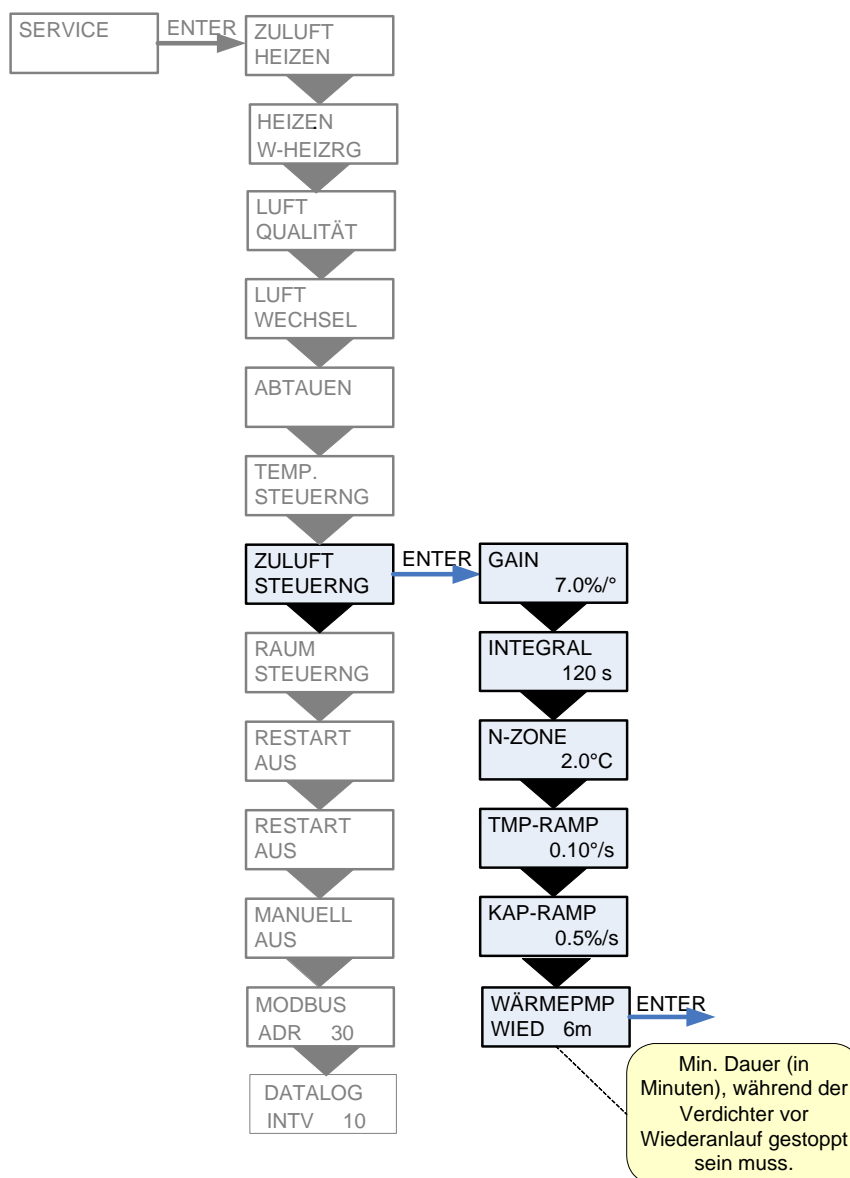 SERVICE
ENTER
ZULUFT
HEIZEN
HEIZEN
W-HEIZRG
LUFT
QUALITÄT
LUFT
WECHSEL
ABTAUEN
TEMP.
STEUERNG
ZULUFT
STEUERNG
ENTER
GAIN
7.0%/°
RAUM
STEUERNG
INTEGRAL
120 s
RESTART
AUS
N-ZONE
2.0°C
RESTART
AUS
TMP-RAMP
0.10°/s
MANUELL
AUS
KAP-RAMP
0.5%/s
MODBUS
ADR 30
WÄRMEPMP
WIED 6m
ENTER
DATALOG
INTV 10
Min. Dauer (in
Minuten), während der
Verdichter vor
Wiederanlauf gestoppt
sein muss.